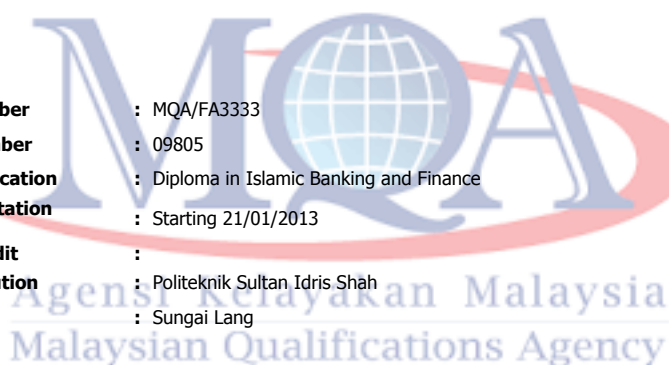 MQA
ber : MQA/FA3333
ber : 09805
cation : Diploma in Islamic Banking and Finance
tation : Starting 21/01/2013
dit :
ution : Politeknik Sultan Idris Shah
: Sungai Lang
Agensi Kelayakan Malaysia
Malaysian Qualifications Agency